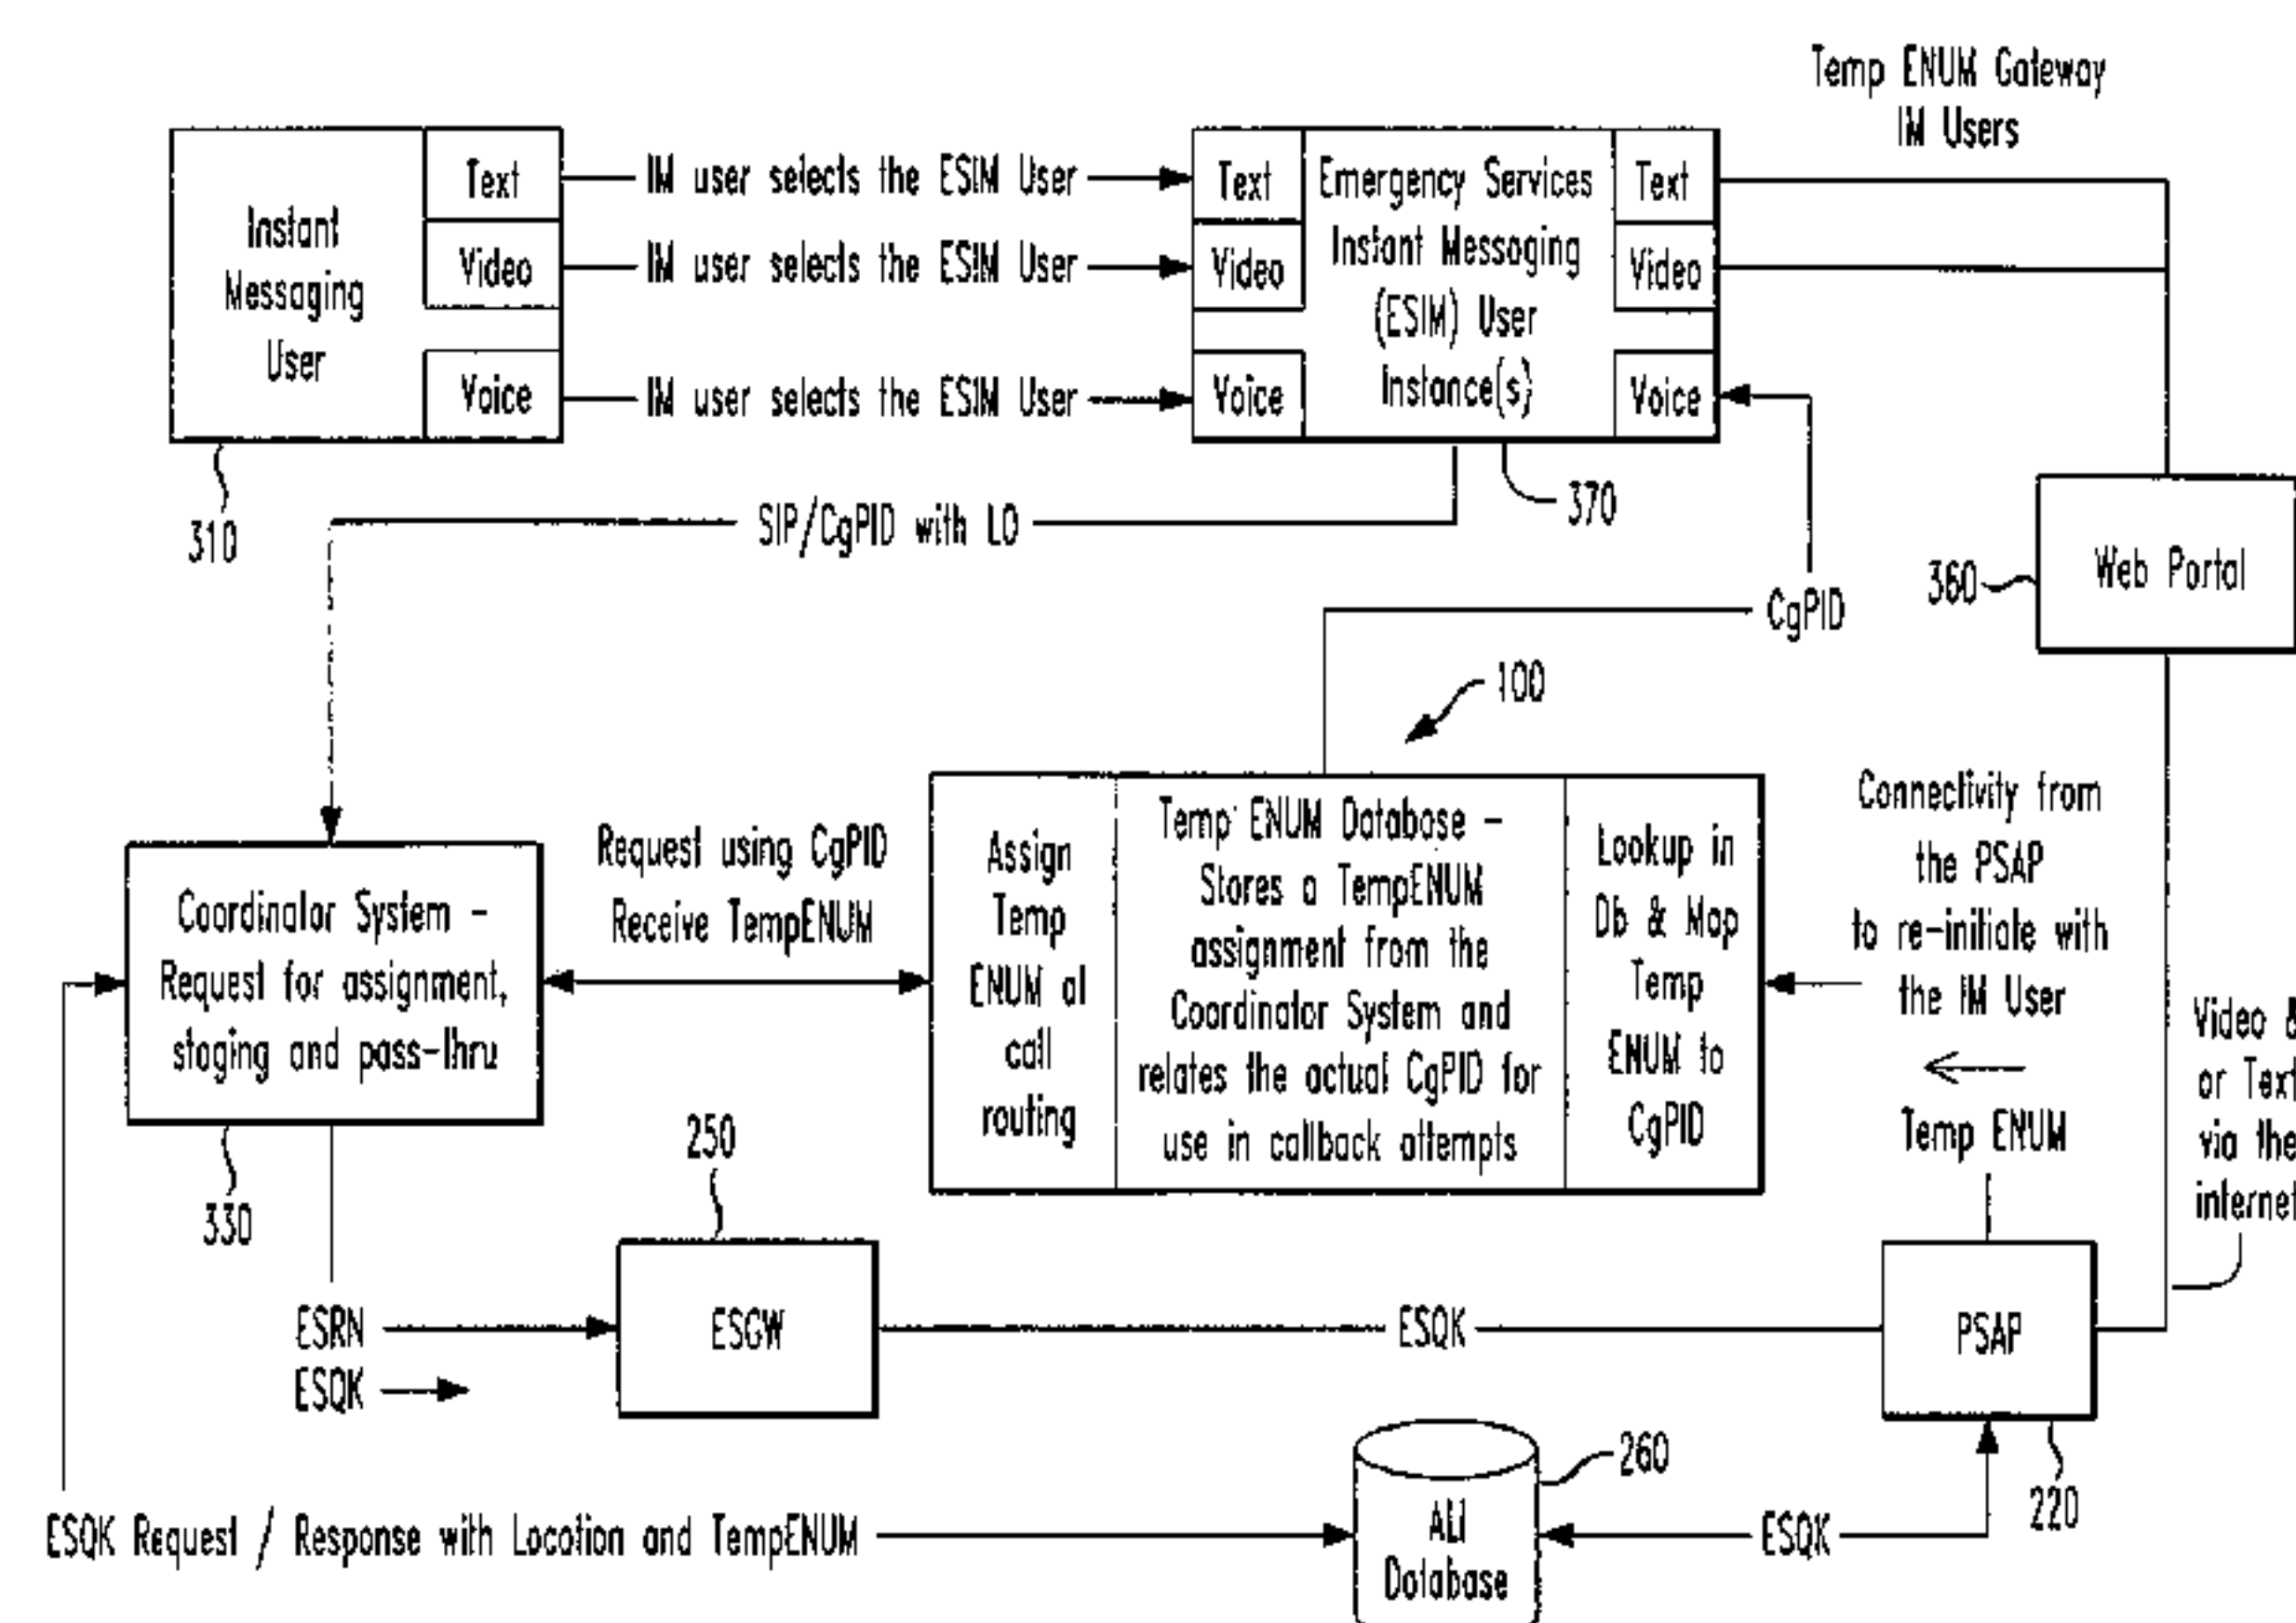 Temp ENUM Gateway
IM Users
Instant
Messaging
User
Text
Video
Voice
IM user selects the ESIM User
IM user selects the ESIM User
IM user selects the ESIM User
Text
Video
Voice
Emergency Services
Instant Messaging
(ESIM) User
Instance(s)
Text
Video
Voice
310
SIP/CgPID with LO
370
CgPID
360
Web Portal
100
Coordinator System -
Request for assignment,
staging and pass-thru
330
Request using CgPID
Receive TempENUM
Assign
Temp
ENUM at
call
routing
Temp ENUM Database -
Stores a TempENUM
assignment from the
Coordinator System and
relates the actual CgPID for
use in callback attempts
Lookup in
Db & Map
Temp
ENUM to
CgPID
Connectivity from
the PSAP
to re-initiate with
the IM User
Temp ENUM
Video &
or Text
via the
internet
250
ESRN
ESQK
ESGW
ESQK
PSAP
220
ESQK Request / Response with Location and TempENUM
260
ALI
Database
ESQK